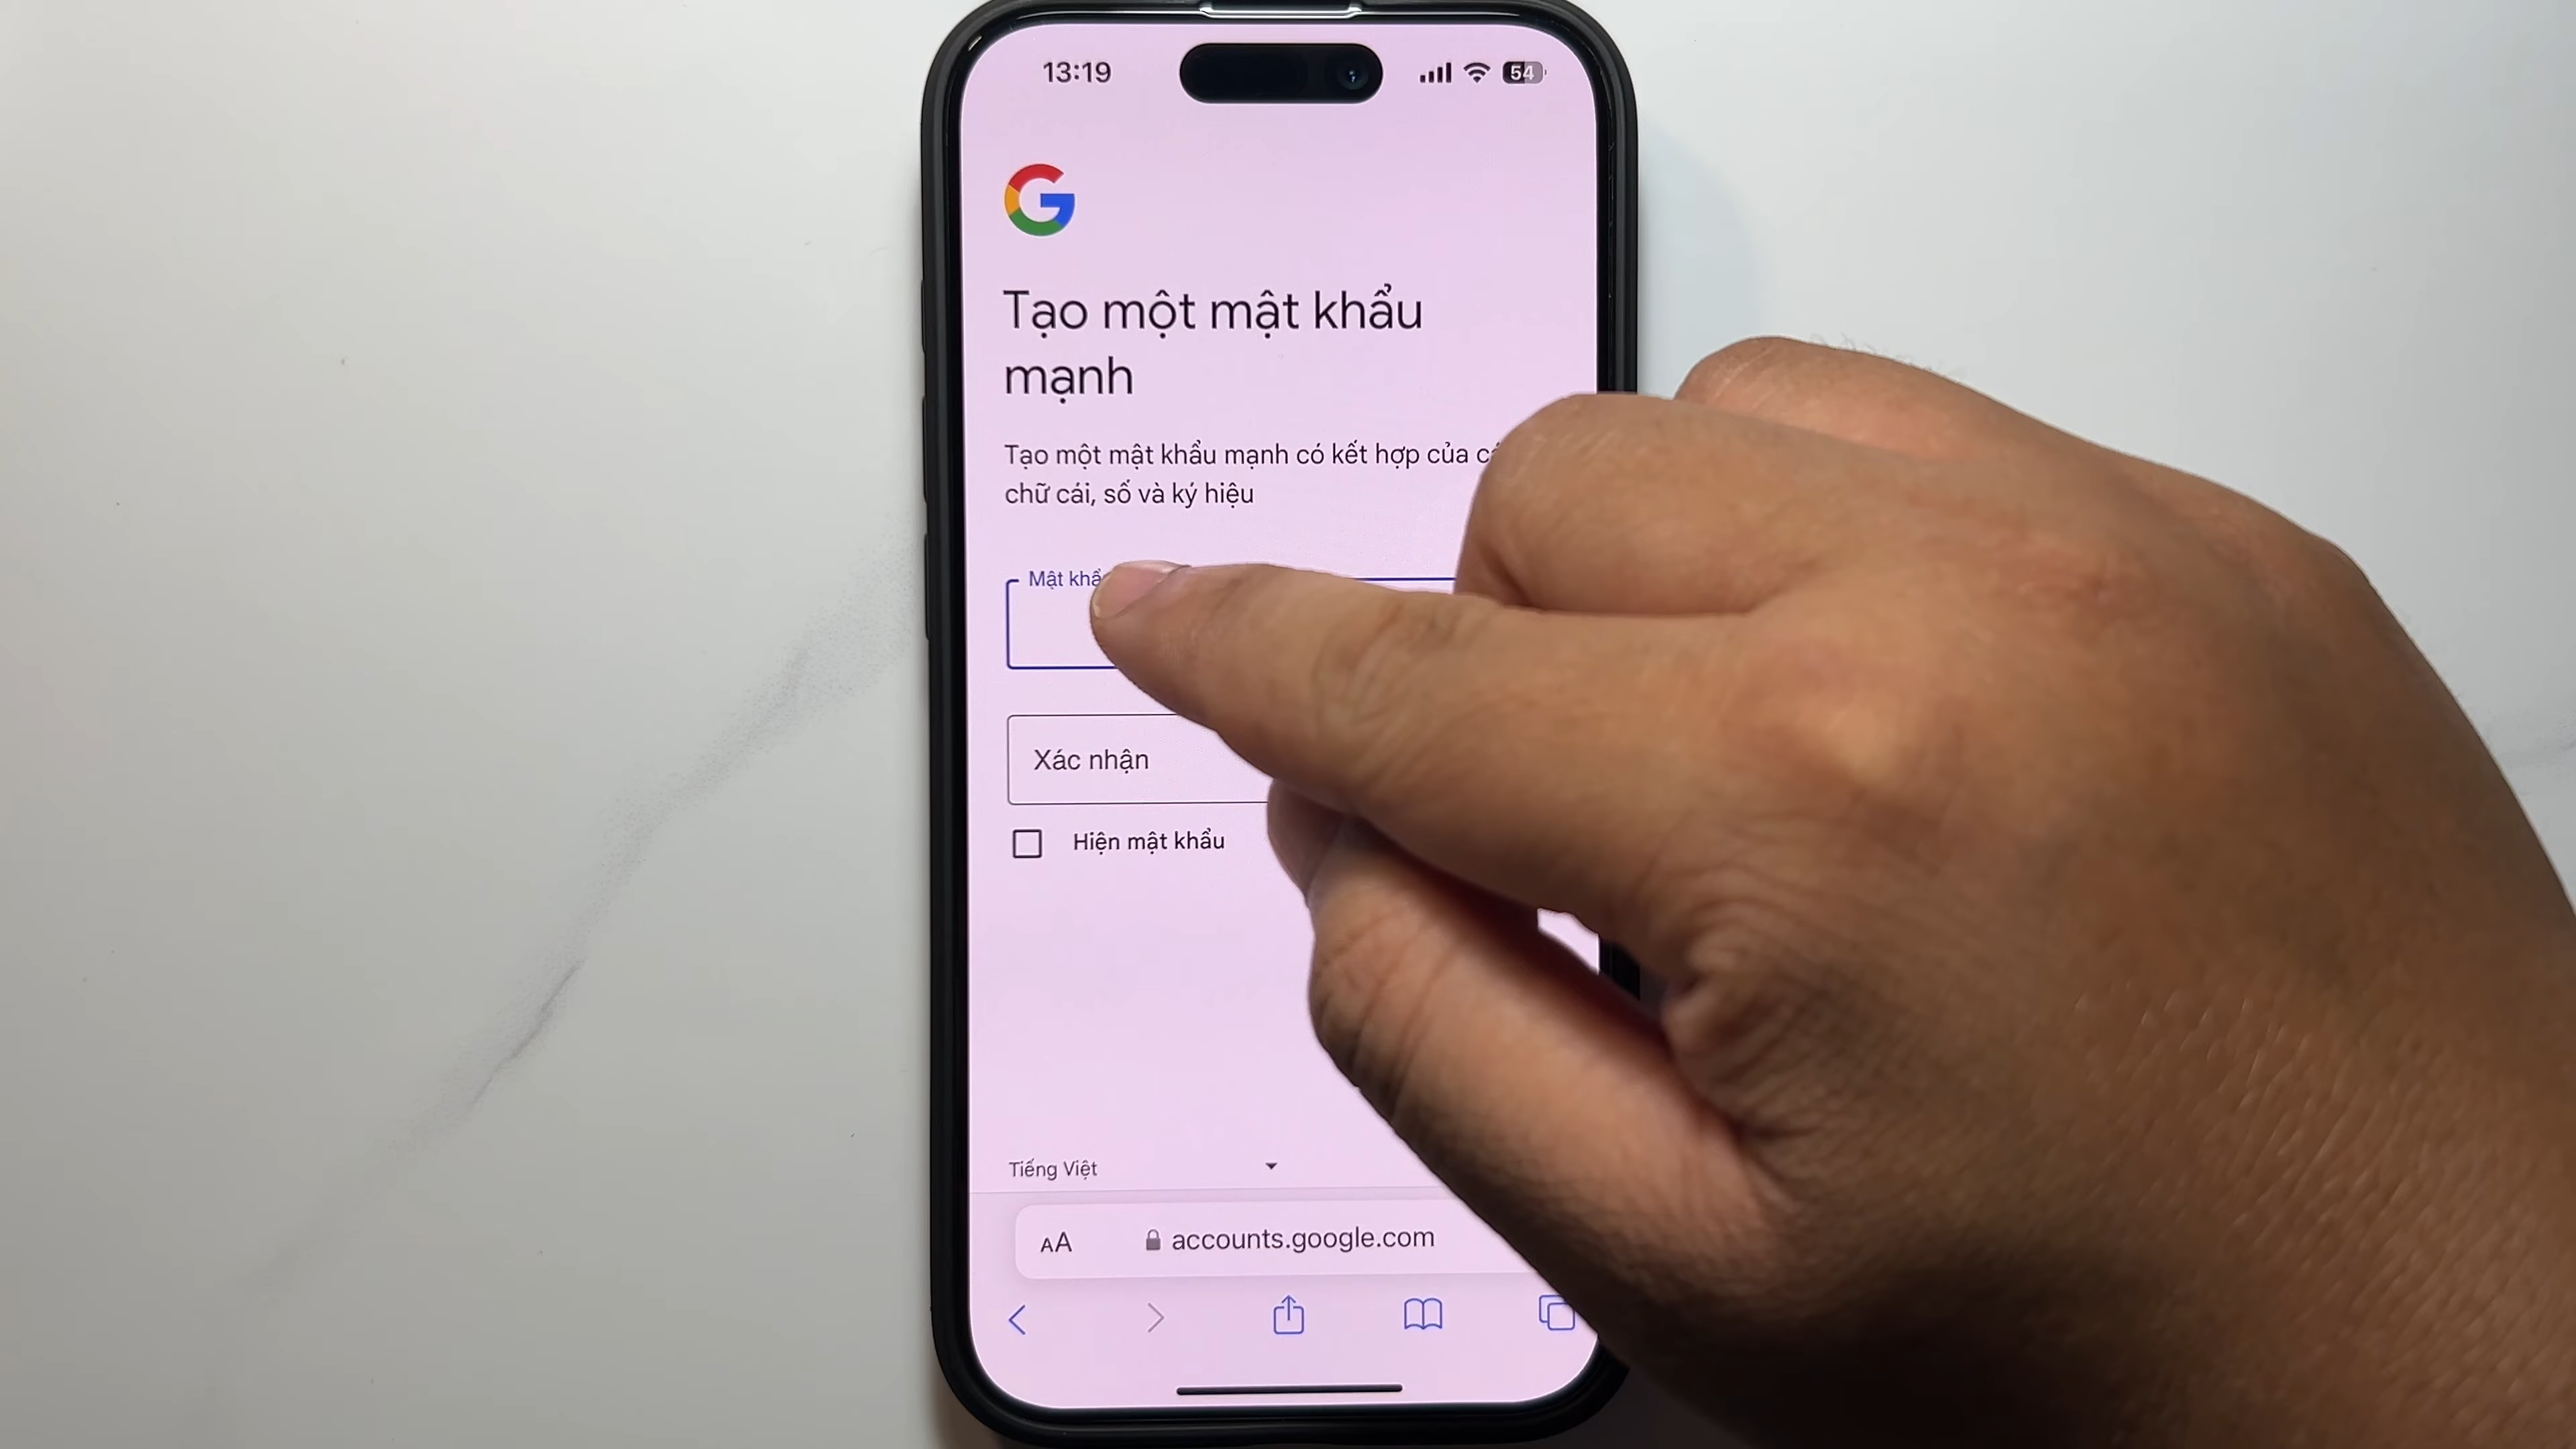 13:19
54
Tạo một mật khẩu
mạnh
Tạo một mật khẩu mạnh có kết hợp của
chữ cái, số và ký hiệu
Mật
Xác nhận
Hiện mật khẩu
Tiếng Việt
AA
accounts.google.com